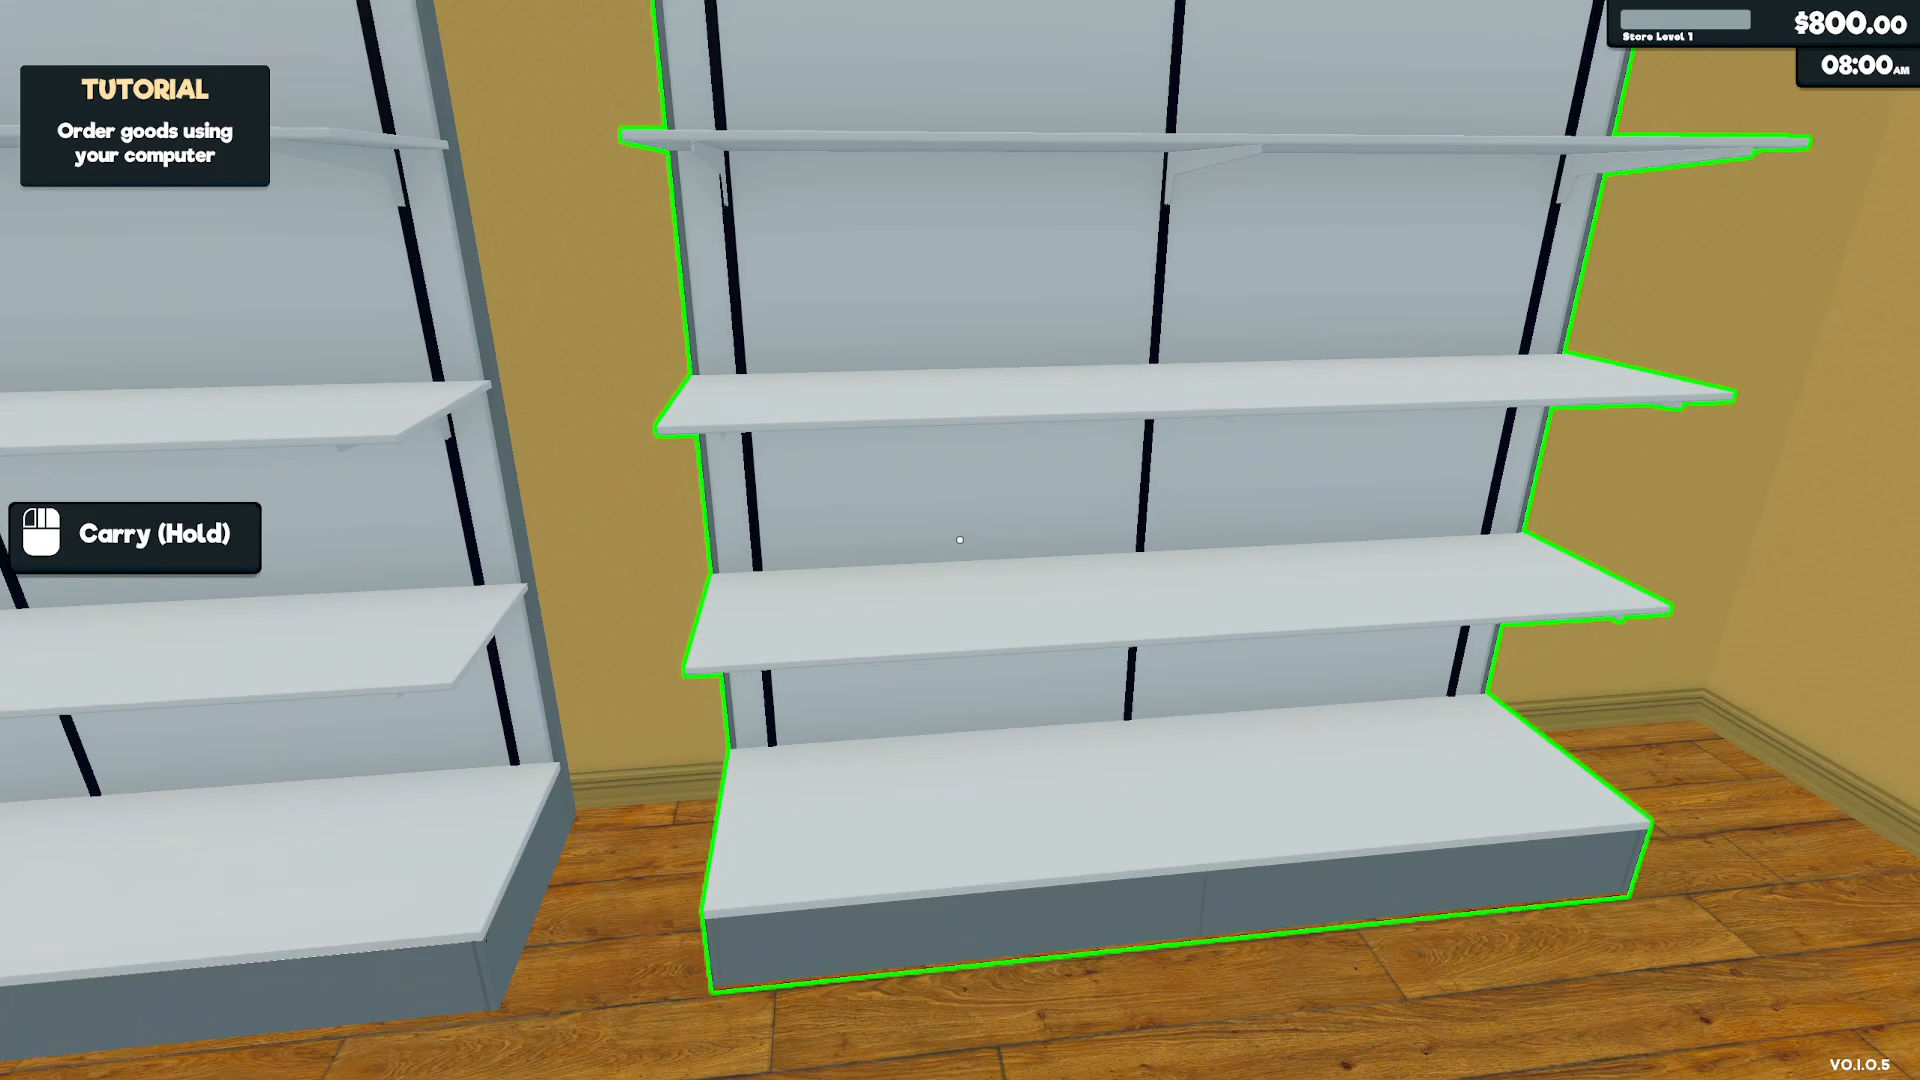 TUTORIAL
Order goods using
your computer
Store Level 1
$800.00
08:00AM
Carry (Hold)
V0.1.0.5